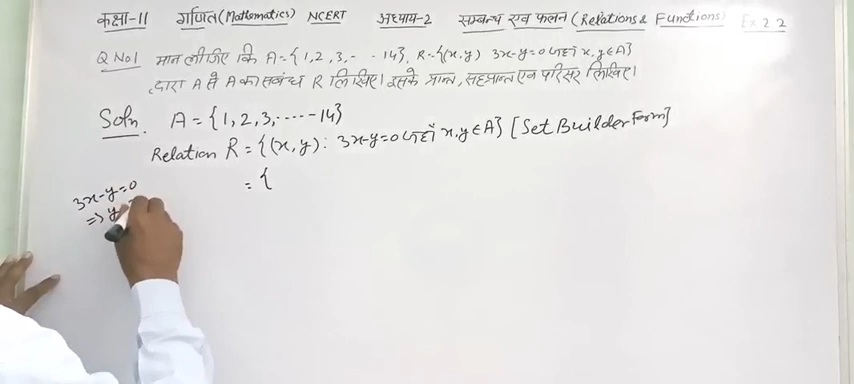 कक्षा-11 गणित (Mathematics) NCERT अध्याय-2 सम्बन्ध एवं फलन (Relations & Functions) Ex 2.2
Q No1 मान लीजिए कि A = {1, 2, 3, - - 14}, R = {(x, y) 3x-y=0 जहाँ x, y ∈ A}
द्वारा A से A का संबंध R लिखिए। इसके प्रान्त, सहप्रान्त एवं परिसर लिखिए।
Soln. A = {1, 2, 3, ----- 14}
Relation R = {(x, y) : 3x-y=0 जहाँ x, y ∈ A} [Set Builder Form]
= {
3x-y=0
=> y =